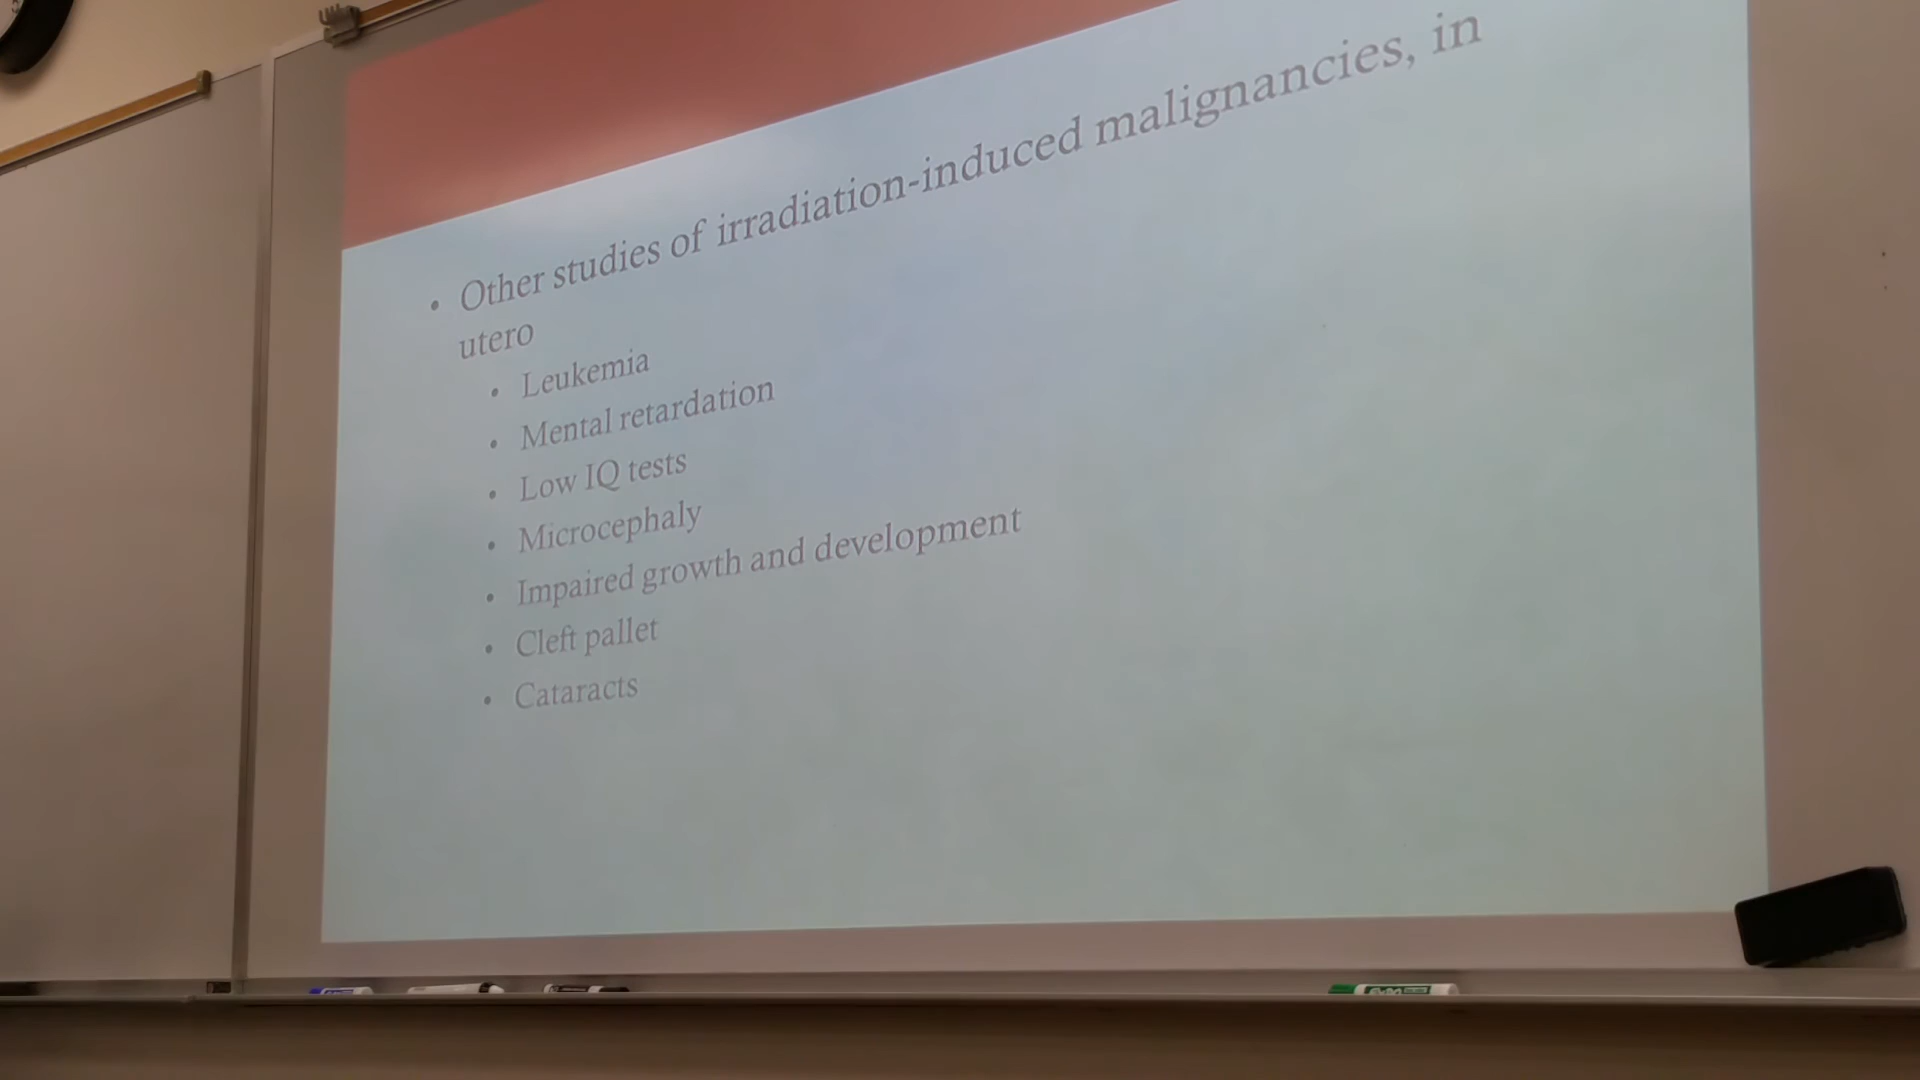 • Other studies of irradiation-induced malignancies, in
utero
• Leukemia
• Mental retardation
• Low IQ tests
• Microcephaly
• Impaired growth and development
• Cleft pallet
• Cataracts